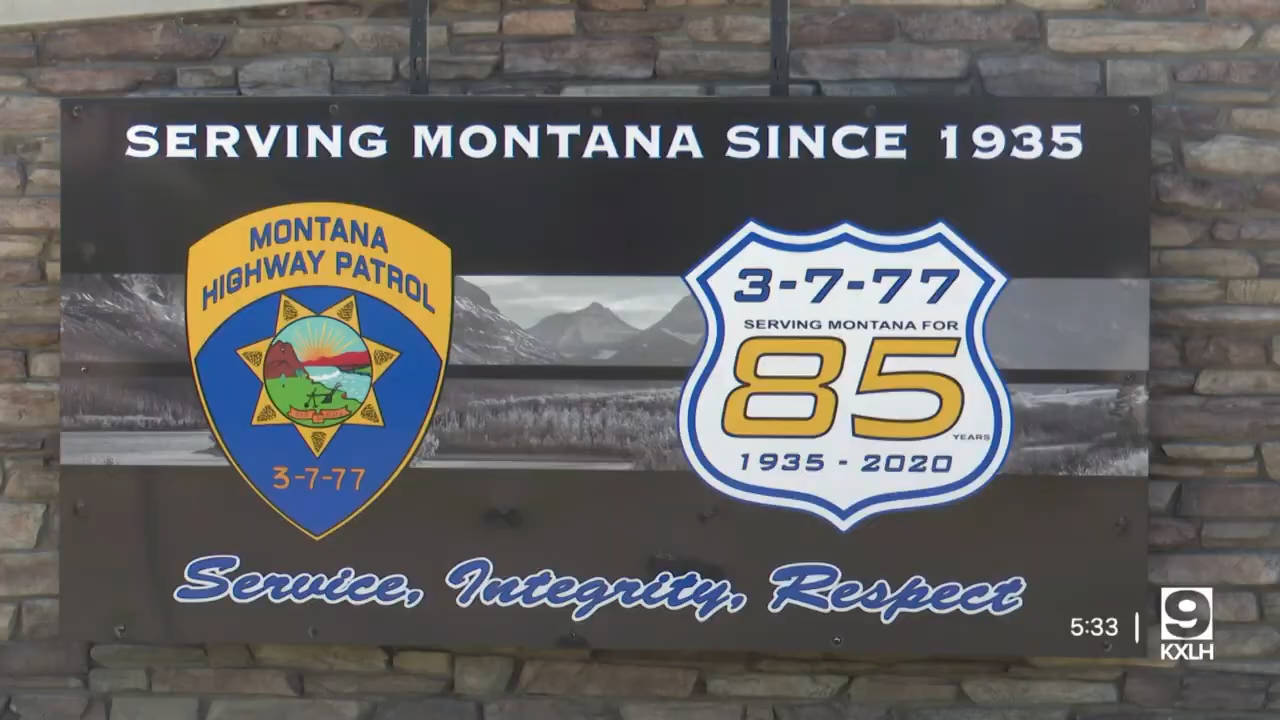 SERVING MONTANA SINCE 1935
MONTANA
HIGHWAY PATROL
3-7-77
3-7-77
SERVING MONTANA FOR
85
YEARS
1935 - 2020
Service, Integrity, Respect
5:33
9
KXLH